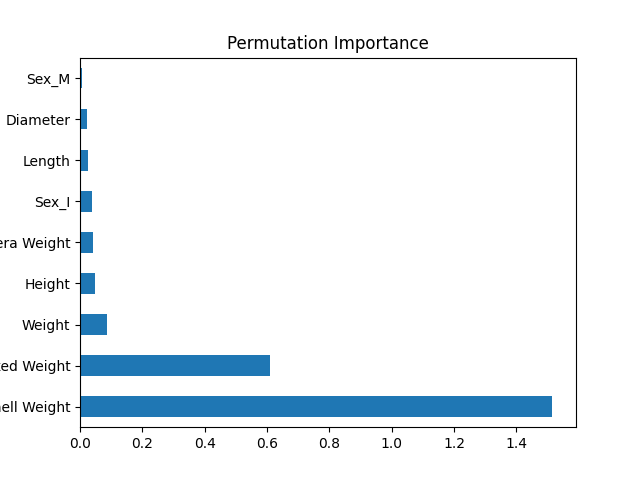 Permutation Importance
Sex_M
Diameter
Length
Sex_I
era Weight
Height
Weight
ked Weight
ell Weight
0.0 0.2 0.4 0.6 0.8 1.0 1.2 1.4